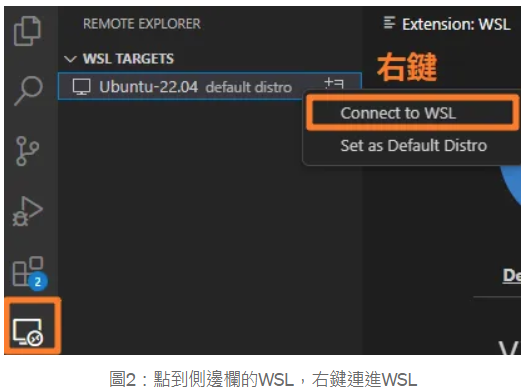 REMOTE EXPLORER
Extension: WSL
WSL TARGETS
右鍵
Ubuntu-22.04 default distro
Connect to WSL
Set as Default Distro
De
2
V
圖2：點到側邊欄的WSL，右鍵連進WSL